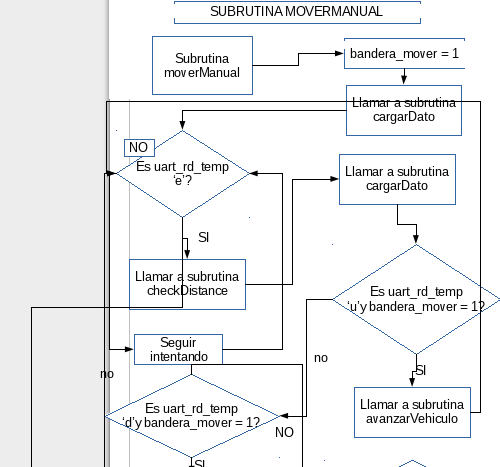 SUBRUTINA MOVERMANUAL
Subrutina
moverManual
bandera_mover = 1
Llamar a subrutina
cargarDato
NO
Es uart_rd_temp
'e'?
Llamar a subrutina
cargarDato
SI
Llamar a subrutina
checkDistance
Es uart_rd_temp
'u'y bandera_mover = 1?
Seguir
intentando
no
no
SI
Es uart_rd_temp
'd'y bandera_mover = 1?
Llamar a subrutina
avanzarVehiculo
NO
SI